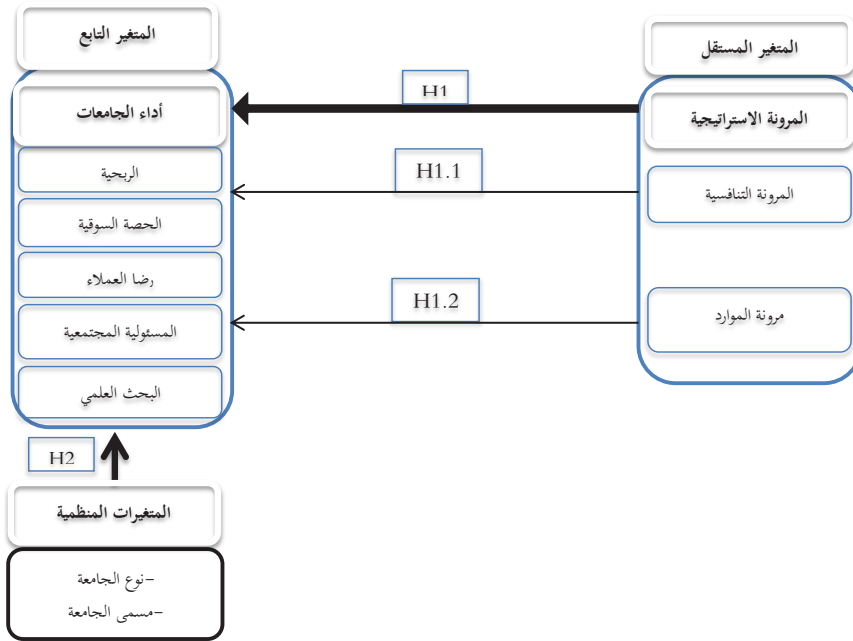 المتغير المستقل
المرونة الاستراتيجية
المرونة التنافسية
مرونة الموارد
H1
H1.1
H1.2
المتغير التابع
أداء الجامعات
الربحية
الحصة السوقية
رضا العملاء
المسئولية المجتمعية
البحث العلمي
H2
المتغيرات المنظمية
-نوع الجامعة
-مسمى الجامعة